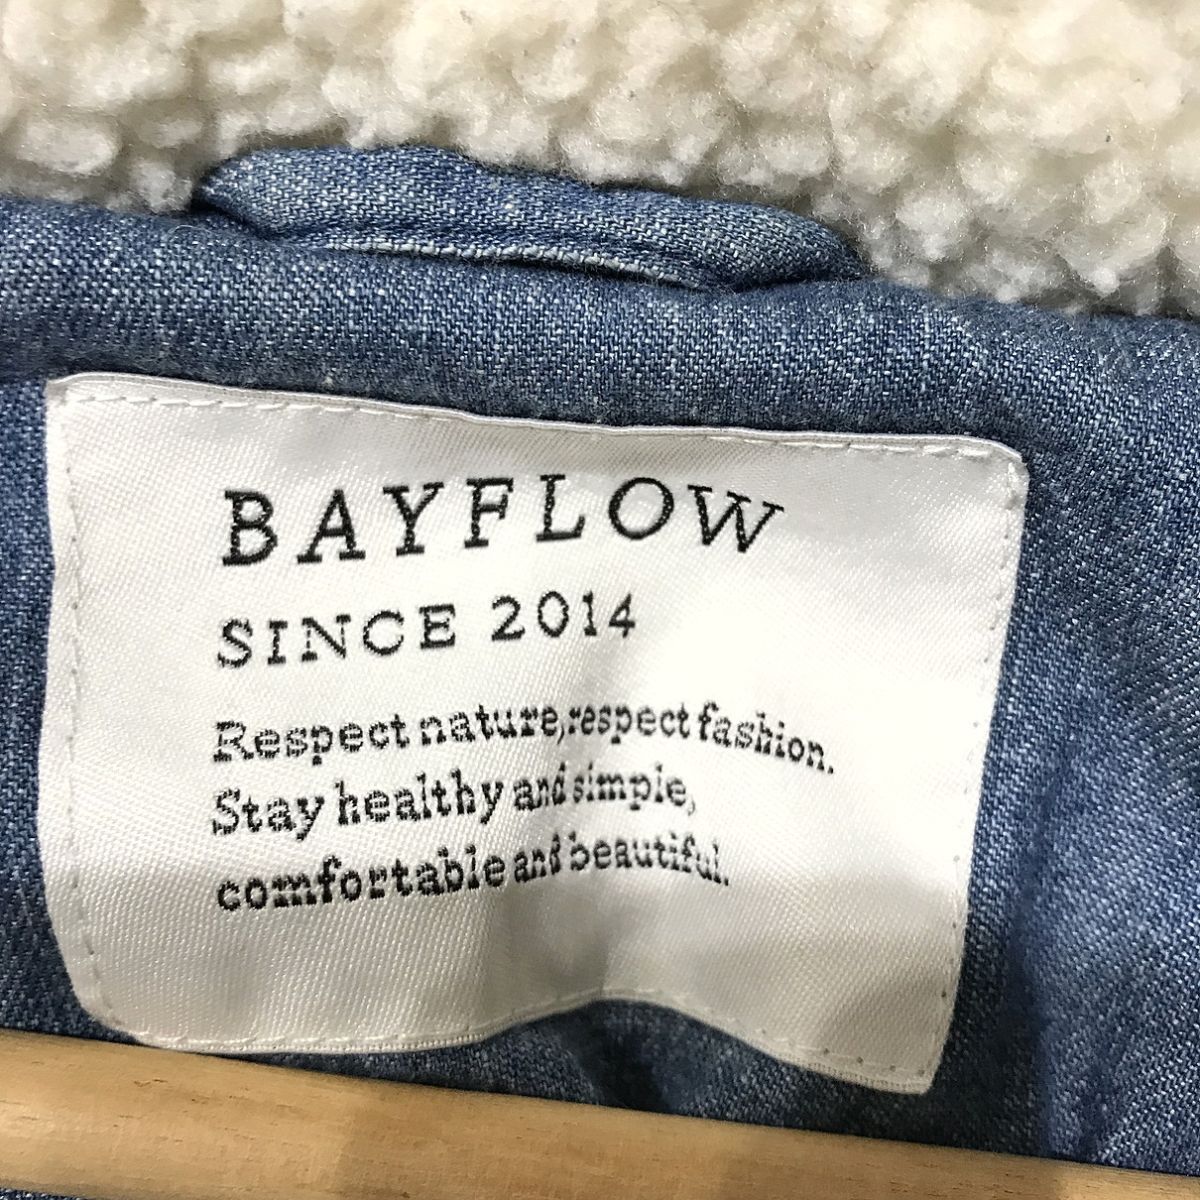 BAYFLOW
SINCE 2014
Respect nature, respect fashion.
Stay healthy and simple,
comfortable and beautiful.